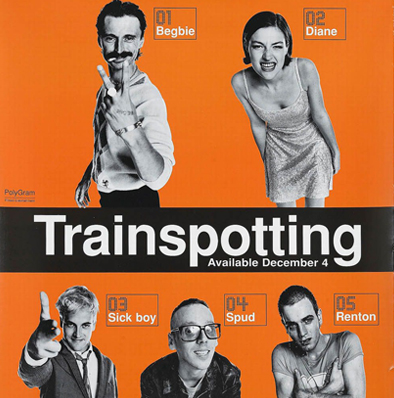 01
Begbie
02
Diane
PolyGram
Trainspotting
Available December 4
03
Sick boy
04
Spud
05
Renton